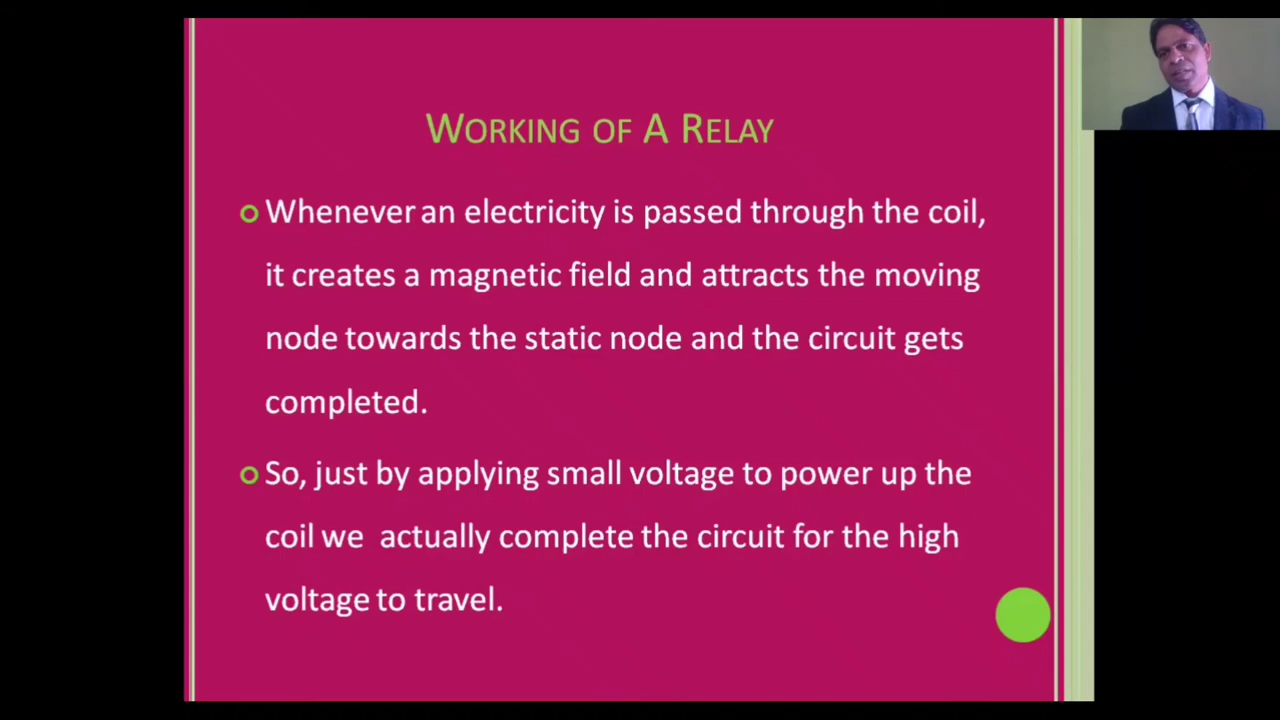 WORKING OF A RELAY
Whenever an electricity is passed through the coil,
it creates a magnetic field and attracts the moving
node towards the static node and the circuit gets
completed.
So, just by applying small voltage to power up the
coil we  actually complete the circuit for the high
voltage to travel.